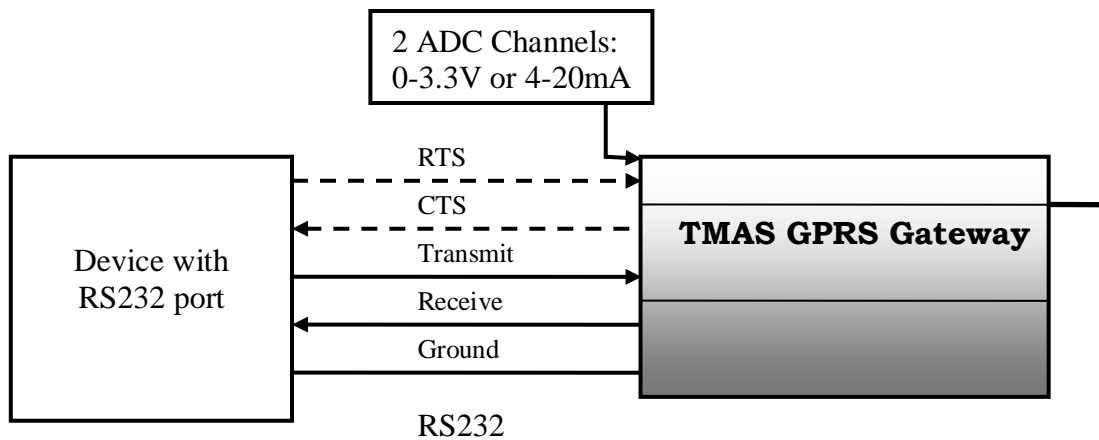 2 ADC Channels:
0-3.3V or 4-20mA
RTS
CTS
TMAS GPRS Gateway
Device with
RS232 port
Transmit
Receive
Ground
RS232